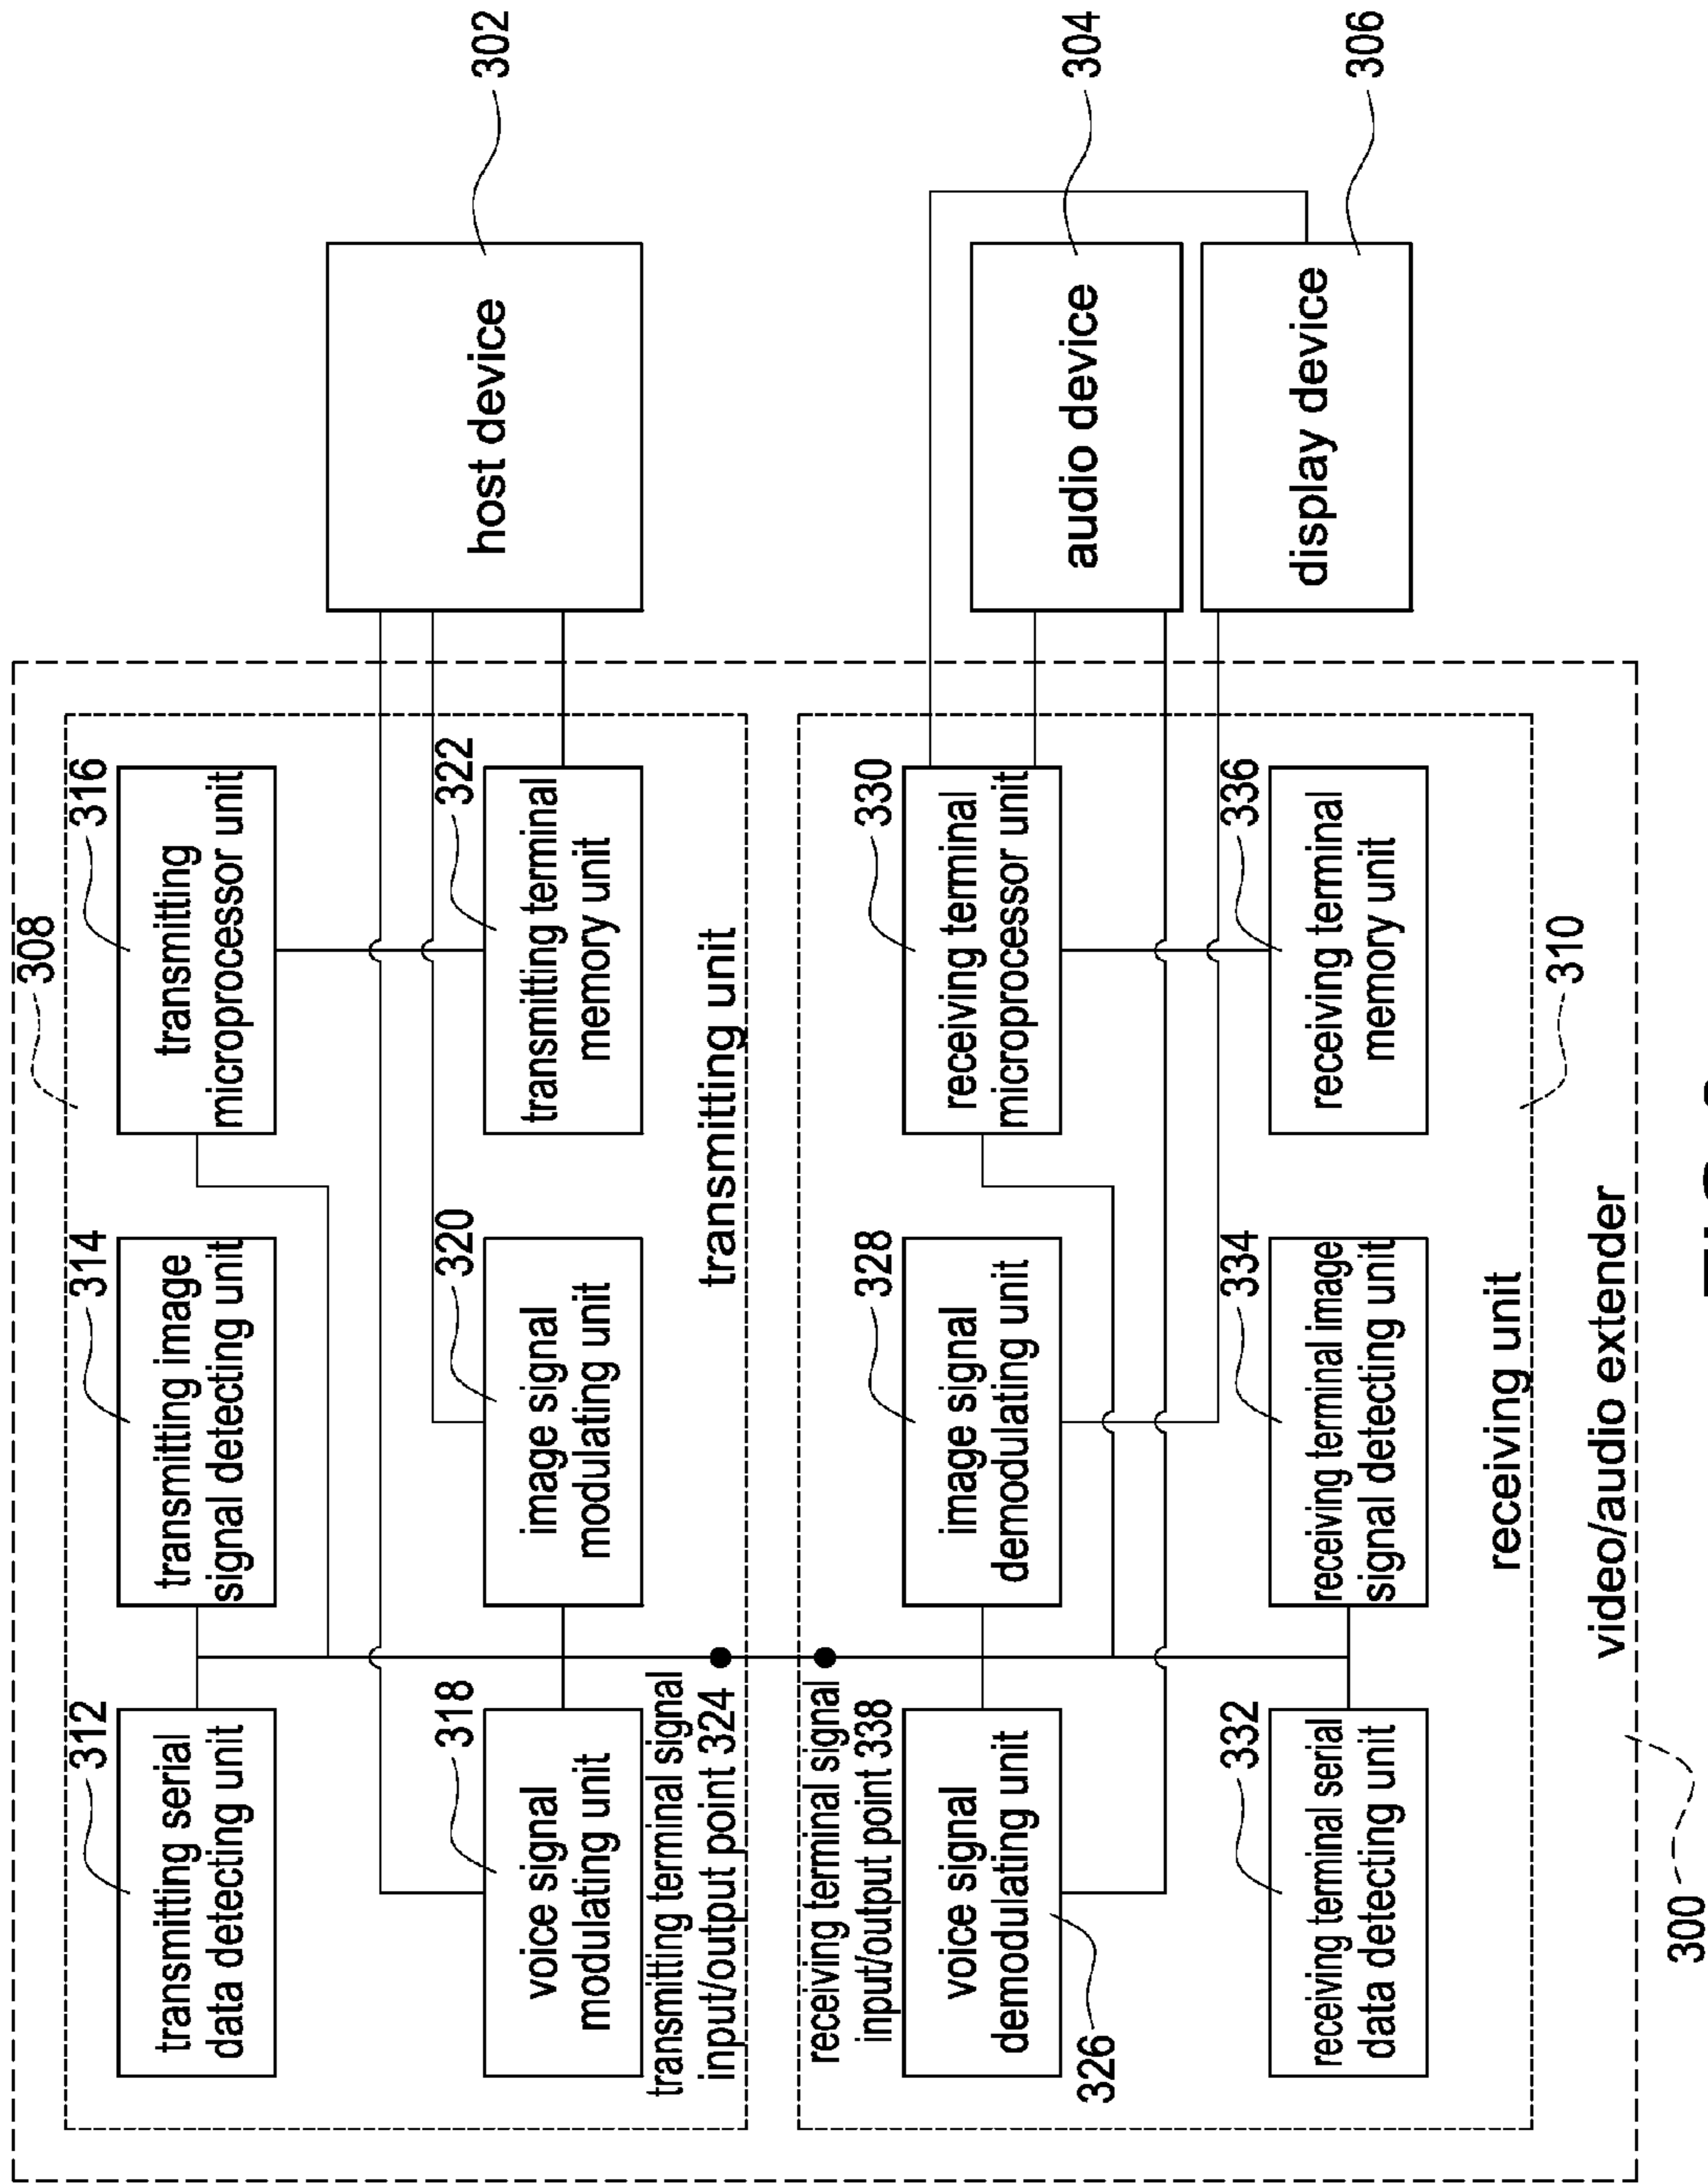 308
312
transmitting serial
data detecting unit
314
transmitting image
signal detecting unit
316
transmitting
microprocessor unit
302
host device
318
voice signal
modulating unit
320
image signal
modulating unit
322
transmitting terminal
memory unit
transmitting terminal signal
input/output point 324
transmitting unit
receiving terminal signal
input/output point 338
326
voice signal
demodulating unit
328
image signal
demodulating unit
330
receiving terminal
microprocessor unit
304
audio device
306
display device
332
receiving terminal serial
data detecting unit
334
receiving terminal image
signal detecting unit
336
receiving terminal
memory unit
receiving unit
310
video/audio extender
300